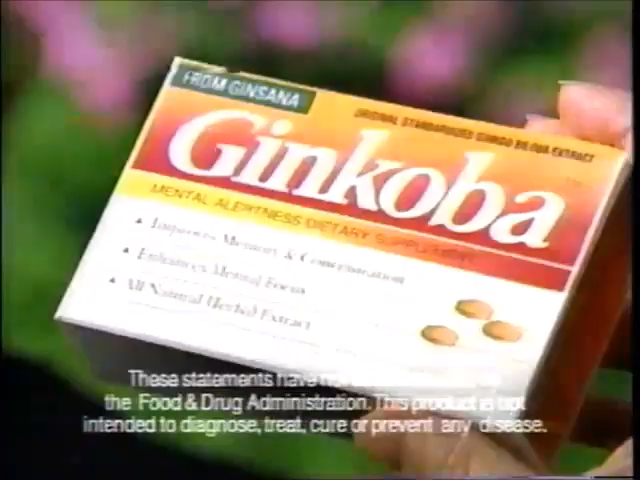 FROM GINSANA
ORIGINAL STANDARDIZED GINKGO BILOBA EXTRACT
Ginkoba
MENTAL ALERTNESS DIETARY SUPPLEMENT
Improves Memory & Concentration
Enhances Mental Focus
All Natural Herbal Extract
These statements have
the Food & Drug Administration. This product is not
intended to diagnose, treat, cure or prevent any disease.